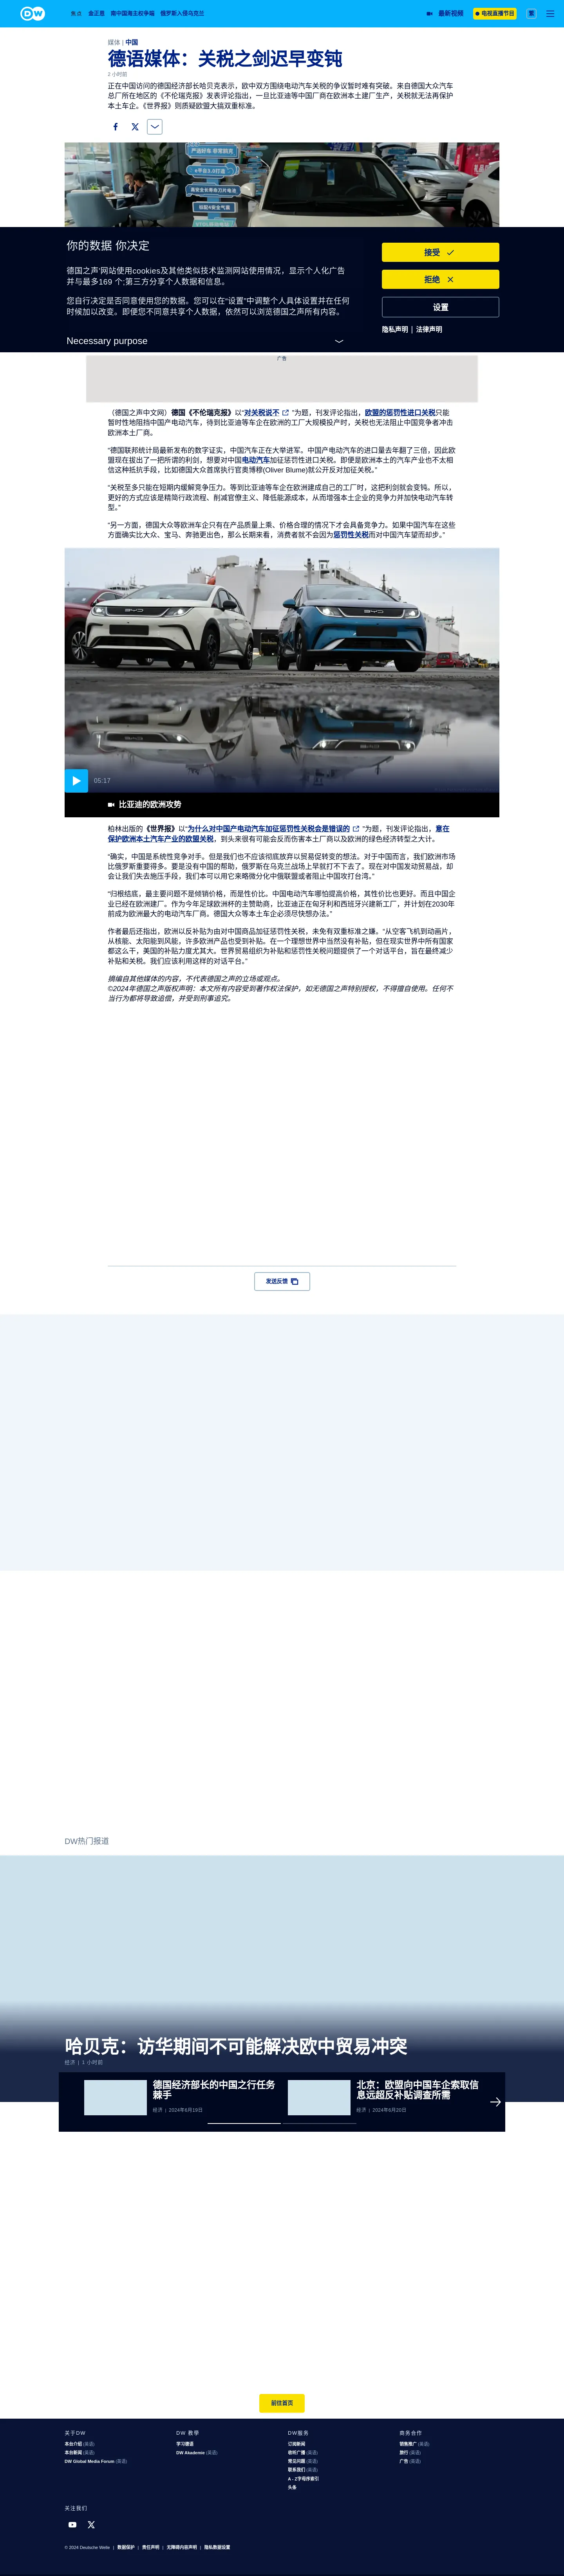 DW
焦点 金正恩 南中国海主权争端 俄罗斯入侵乌克兰
最新视频
电视直播节目
繁
媒体 | 中国
德语媒体：关税之剑迟早变钝
2 小时前
正在中国访问的德国经济部长哈贝克表示，欧中双方围绕电动汽车关税的争议暂时难有突破。来自德国大众汽车
总厂所在地区的《不伦瑞克报》发表评论指出，一旦比亚迪等中国厂商在欧洲本土建厂生产，关税就无法再保护
本土车企。《世界报》则质疑欧盟大搞双重标准。
你的数据 你决定
德国之声'网站使用cookies及其他类似技术监测网站使用情况，显示个人化广告
并与最多169 个;第三方分享个人数据和信息。
您自行决定是否同意使用您的数据。您可以在"设置"中调整个人具体设置并在任何
时候加以改变。即便您不同意共享个人数据，依然可以浏览德国之声所有内容。
Necessary purpose
接受
拒绝
设置
隐私声明 | 法律声明
广告
（德国之声中文网）德国《不伦瑞克报》以"对关税说不"为题，刊发评论指出，欧盟的惩罚性进口关税只能
暂时性地阻挡中国产电动汽车，待到比亚迪等车企在欧洲的工厂大规模投产时，关税也无法阻止中国竞争者冲击
欧洲本土厂商。
"德国联邦统计局最新发布的数字证实，中国汽车正在大举进军。中国产电动汽车的进口量去年翻了三倍，因此欧
盟现在拔出了一把所谓的利剑，想要对中国电动汽车加征惩罚性进口关税。即便是欧洲本土的汽车产业也不太相
信这种抵抗手段，比如德国大众首席执行官奥博穆(Oliver Blume)就公开反对加征关税。"
"关税至多只能在短期内缓解竞争压力。等到比亚迪等车企在欧洲建成自己的工厂时，这把利剑就会变钝。所以，
更好的方式应该是精简行政流程、削减官僚主义、降低能源成本，从而增强本土企业的竞争力并加快电动汽车转
型。"
"另一方面，德国大众等欧洲车企只有在产品质量上乘、价格合理的情况下才会具备竞争力。如果中国汽车在这些
方面确实比大众、宝马、奔驰更出色，那么长期来看，消费者就不会因为惩罚性关税而对中国汽车望而却步。"
BYD
BYD
05:17
比亚迪的欧洲攻势
柏林出版的《世界报》以"为什么对中国产电动汽车加征惩罚性关税会是错误的"为题，刊发评论指出，意在
保护欧洲本土汽车产业的欧盟关税，到头来很有可能会反而伤害本土厂商以及欧洲的绿色经济转型之大计。
"确实，中国是系统性竞争对手。但是我们也不应该彻底放弃以贸易促转变的想法。对于中国而言，我们欧洲市场
比俄罗斯重要得多。要是可能会有中国的帮助，俄罗斯在乌克兰战场上早就打不下去了。现在对中国发动贸易战，却
会让我们失去施压手段，我们本可以用它来略微分化中俄联盟或者阻止中国攻打台湾。"
"归根结底，最主要问题不是倾销价格，而是性价比。中国电动汽车哪怕提高价格，其性价比也更好。而且中国企
业已经在欧洲建厂。作为今年足球欧洲杯的主赞助商，比亚迪正在匈牙利和西班牙兴建新工厂，并计划在2030年
前成为欧洲最大的电动汽车厂商。德国大众等本土车企必须尽快想办法。"
作者最后还指出，欧洲以反补贴为由对中国商品加征惩罚性关税，未免有双重标准之嫌。"从空客飞机到动画片，
从核能、太阳能到风能，许多欧洲产品也受到补贴。在一个理想世界中当然没有补贴，但在现实世界中所有国家
都这么干，美国的补贴力度尤其大。世界贸易组织为补贴和惩罚性关税问题提供了一个对话平台，旨在最终减少
补贴和关税。我们应该利用这样的对话平台。"
摘编自其他媒体的内容，不代表德国之声的立场或观点。
©2024年德国之声版权声明：本文所有内容受到著作权法保护，如无德国之声特别授权，不得擅自使用。任何不
当行为都将导致追偿，并受到刑事追究。
发送反馈
DW热门报道
哈贝克：访华期间不可能解决欧中贸易冲突
经济 | 1 小时前
德国经济部长的中国之行任务
棘手
经济 | 2024年6月19日
北京：欧盟向中国车企索取信
息远超反补贴调查所需
经济 | 2024年6月20日
前往首页
关于DW
本台介绍 (英语)
本台新闻 (英语)
DW Global Media Forum (英语)
DW 教學
学习德语
DW Akademie (英语)
DW服务
订阅新闻
收听广播 (英语)
常见问题 (英语)
联系我们 (英语)
A - Z字母序索引
头条
商务合作
销售推广 (英语)
旅行 (英语)
广告 (英语)
关注我们
© 2024 Deutsche Welle | 数据保护 | 责任声明 | 无障碍内容声明 | 隐私数据设置